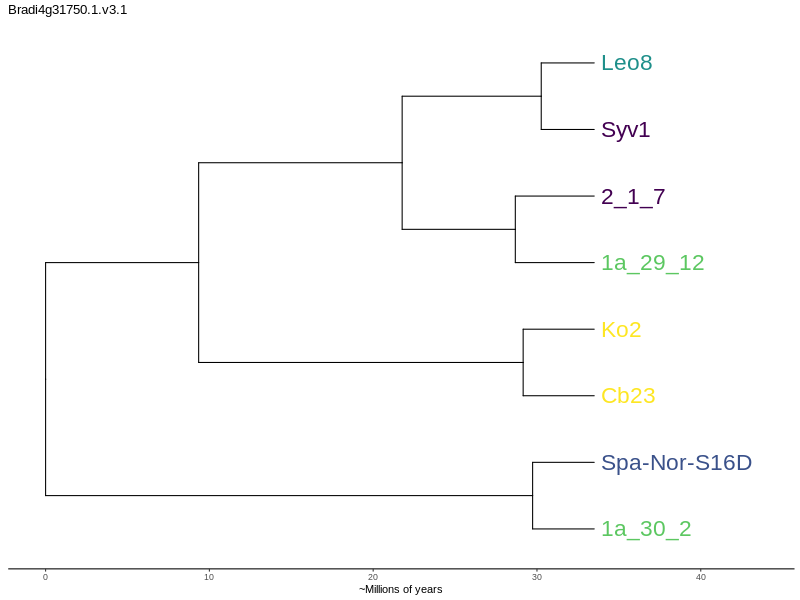 Bradi4g31750.1.v3.1
Leo8
Syv1
2_1_7
1a_29_12
Ko2
Cb23
Spa-Nor-S16D
1a_30_2
0 10 20 30 40
~Millions of years